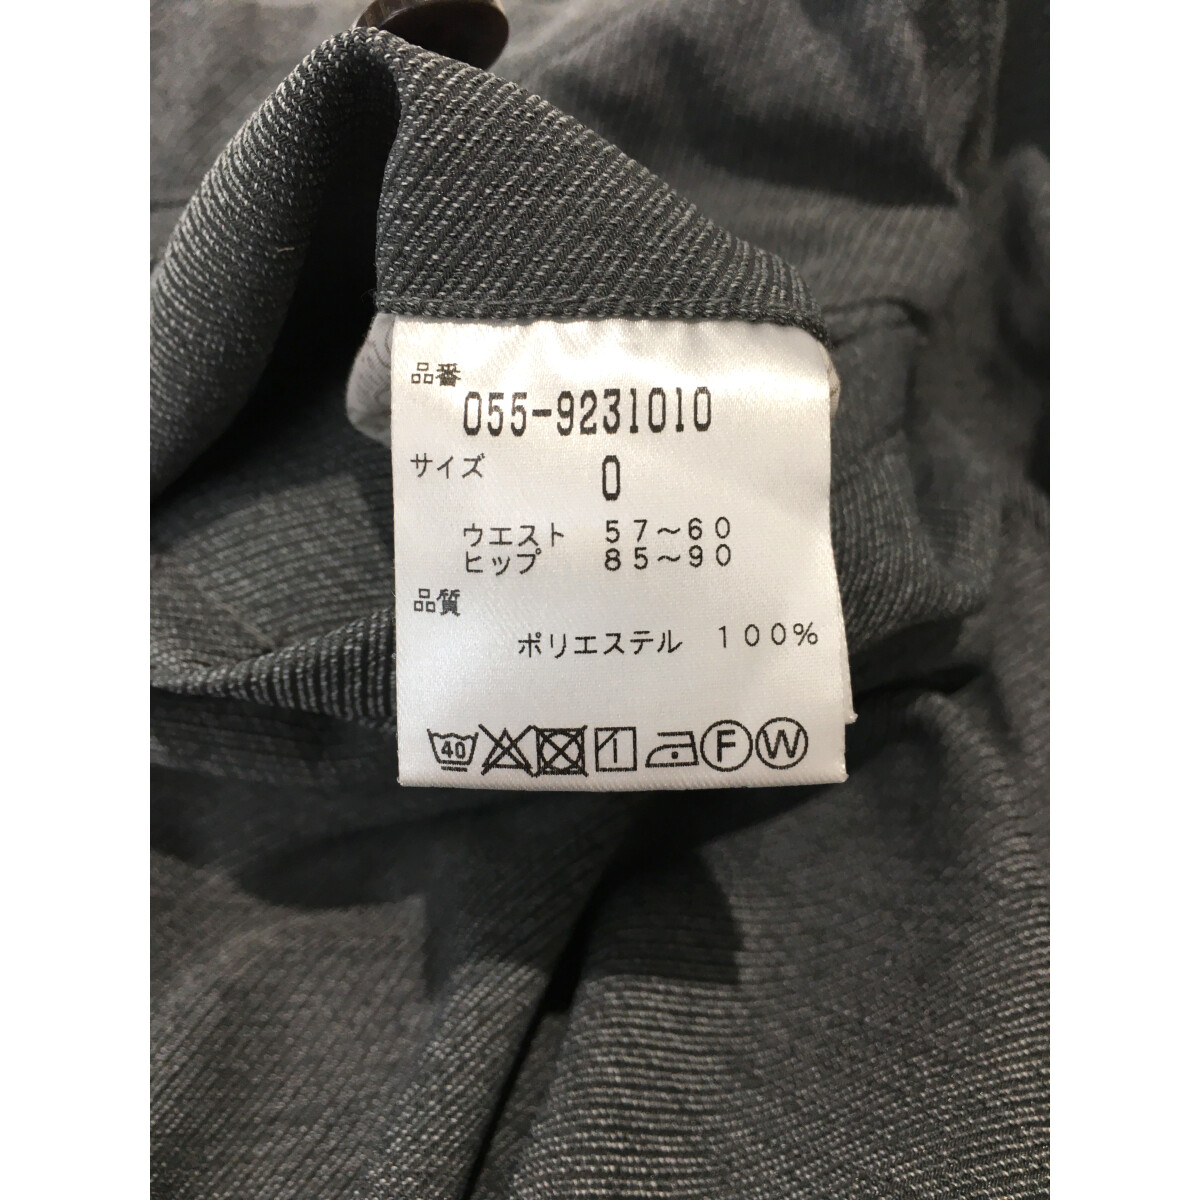 品番
055-9231010
サイズ 0
ウエスト 57~60
ヒップ 85~90
品質
ポリエステル 100%
40 F W